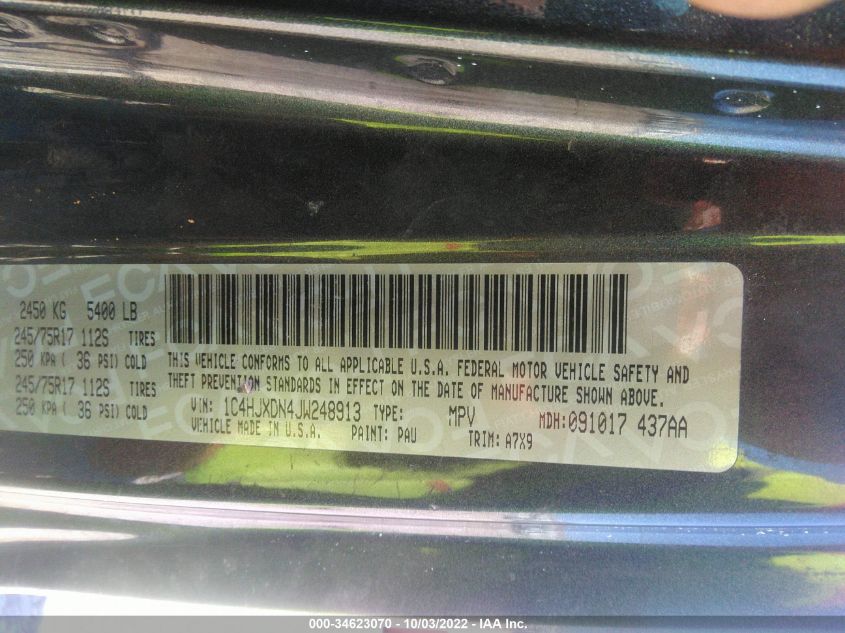 2450 KG 5400 LB
245/75R17 112S TIRES
250 KPA ( 36 PSI) COLD
245/75R17 112S TIRES
250 KPA ( 36 PSI) COLD
THIS VEHICLE CONFORMS TO ALL APPLICABLE U.S.A. FEDERAL MOTOR VEHICLE SAFETY AND
THEFT PREVENTION STANDARDS IN EFFECT ON THE DATE OF MANUFACTURE SHOWN ABOVE.
VIN: 1C4HJXDN4JW248913 TYPE: MPV MDH:091017 437AA
VEHICLE MADE IN U.S.A. PAINT: PAU TRIM: A7X9
000-34623070 - 10/03/2022 - IAA Inc.